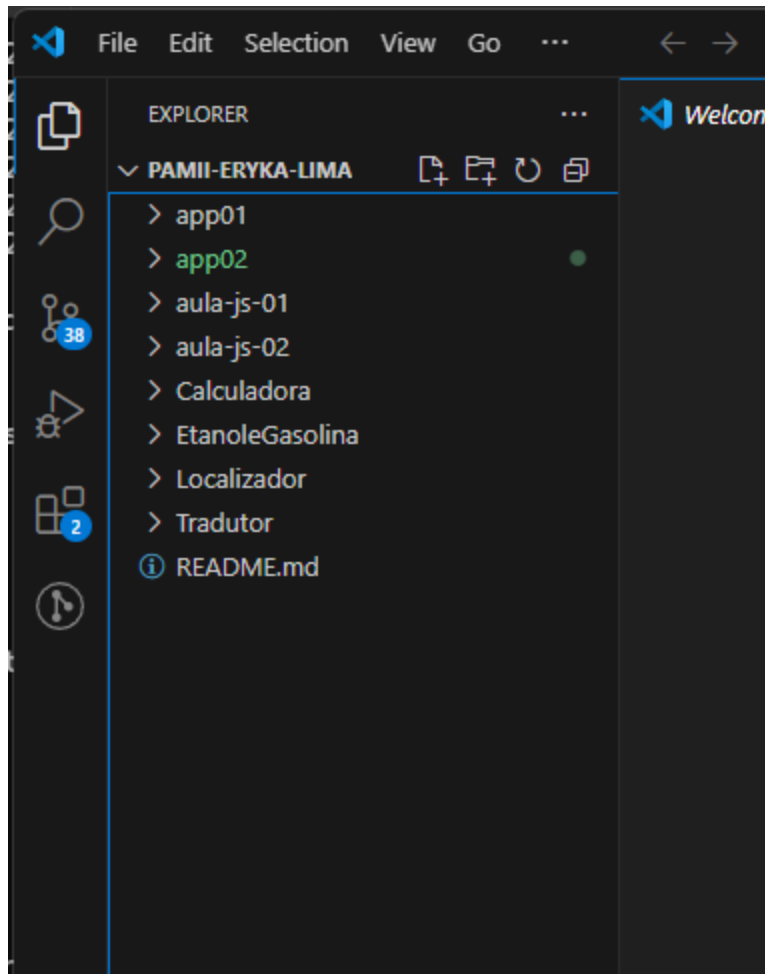 File Edit Selection View Go ...
EXPLORER ...
Welcom
PAMII-ERYKA-LIMA
app01
app02
aula-js-01
38
aula-js-02
Calculadora
EtanoleGasolina
Localizador
2
Tradutor
README.md